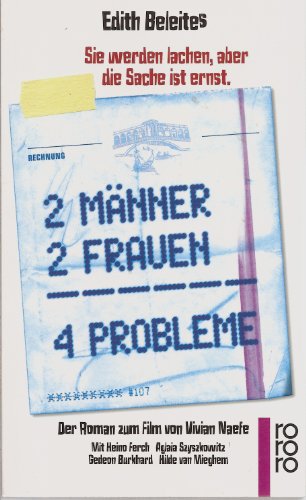 Edith Beleites
Sie werden lachen, aber
die Sache ist ernst.
RECHNUNG
2 MÄNNER
2 FRAUEN
4 PROBLEME
********* #107
Der Roman zum Film von Vivian Naefe
Mit Heino Ferch Aglaia Szyszkowitz
Gedeon Burkhard Hilde van Mieghem
ro
ro
ro